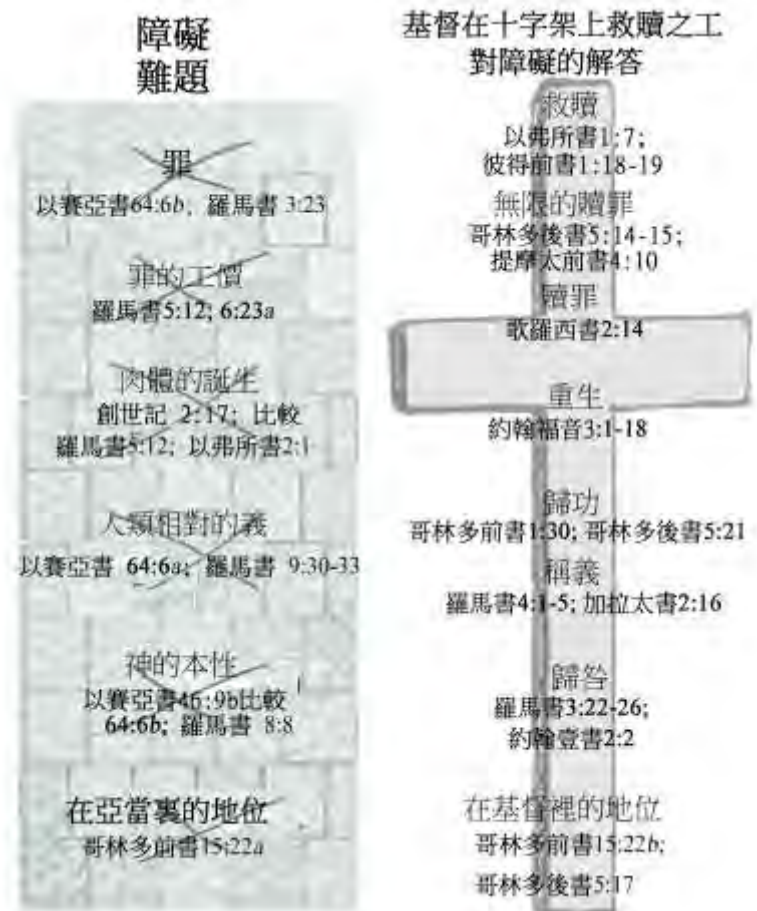 障礙
難題
罪
以賽亞書64:6b, 羅馬書 3:23
罪的工價
羅馬書5:12; 6:23a
肉體的誕生
創世記 2:17; 比較
羅馬書5:12; 以弗所書2:1
人類相對的義
以賽亞書 64:6a; 羅馬書 9:30-33
神的本性
以賽亞書46:9b比較
64:6b; 羅馬書 8:8
在亞當裏的地位
哥林多前書15:22a
基督在十字架上救贖之工
對障礙的解答
救贖
以弗所書1:7;
彼得前書1:18-19
無限的贖罪
哥林多後書5:14-15;
提摩太前書4:10
贖罪
歌羅西書2:14
重生
約翰福音3:1-18
歸功
哥林多前書1:30; 哥林多後書5:21
稱義
羅馬書4:1-5; 加拉太書2:16
歸咎
羅馬書3:22-26;
約翰壹書2:2
在基督裡的地位
哥林多前書15:22b;
哥林多後書5:17